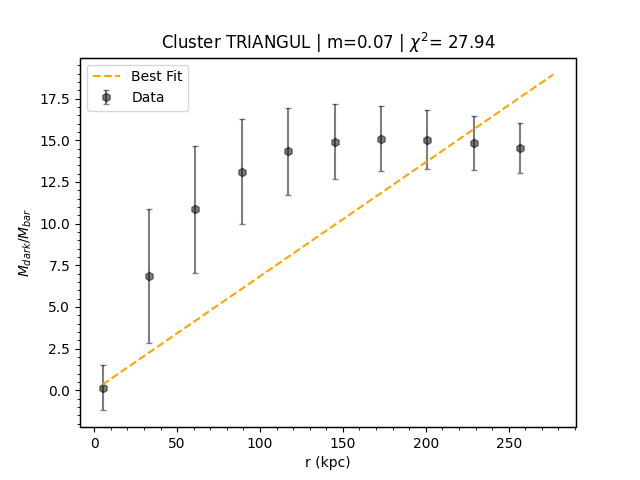 Cluster TRIANGUL | m=0.07 | χ²= 27.94
Best Fit
Data
17.5
15.0
12.5
10.0
7.5
5.0
2.5
0.0
M_dark/M_bar
0 50 100 150 200 250
r (kpc)